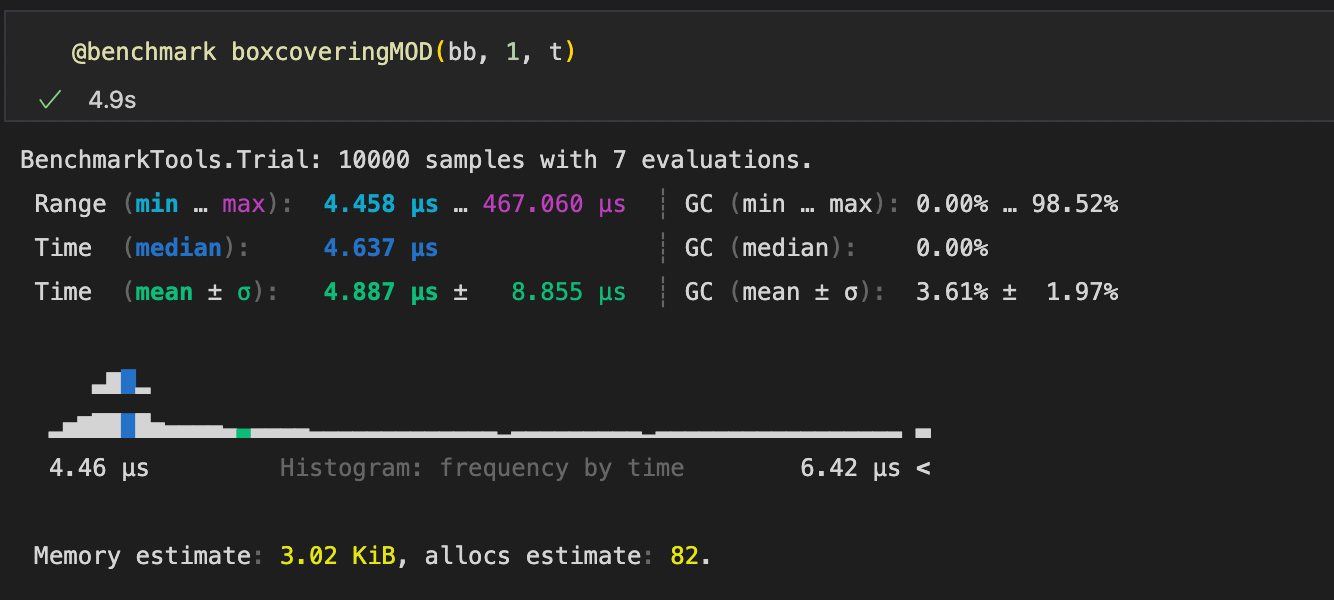 @benchmark boxcoveringMOD(bb, 1, t)
✓ 4.9s
BenchmarkTools.Trial: 10000 samples with 7 evaluations.
Range (min … max): 4.458 μs … 467.060 μs ┊ GC (min … max): 0.00% … 98.52%
Time (median): 4.637 μs ┊ GC (median): 0.00%
Time (mean ± σ): 4.887 μs ± 8.855 μs ┊ GC (mean ± σ): 3.61% ± 1.97%
4.46 μs Histogram: frequency by time 6.42 μs <
Memory estimate: 3.02 KiB, allocs estimate: 82.